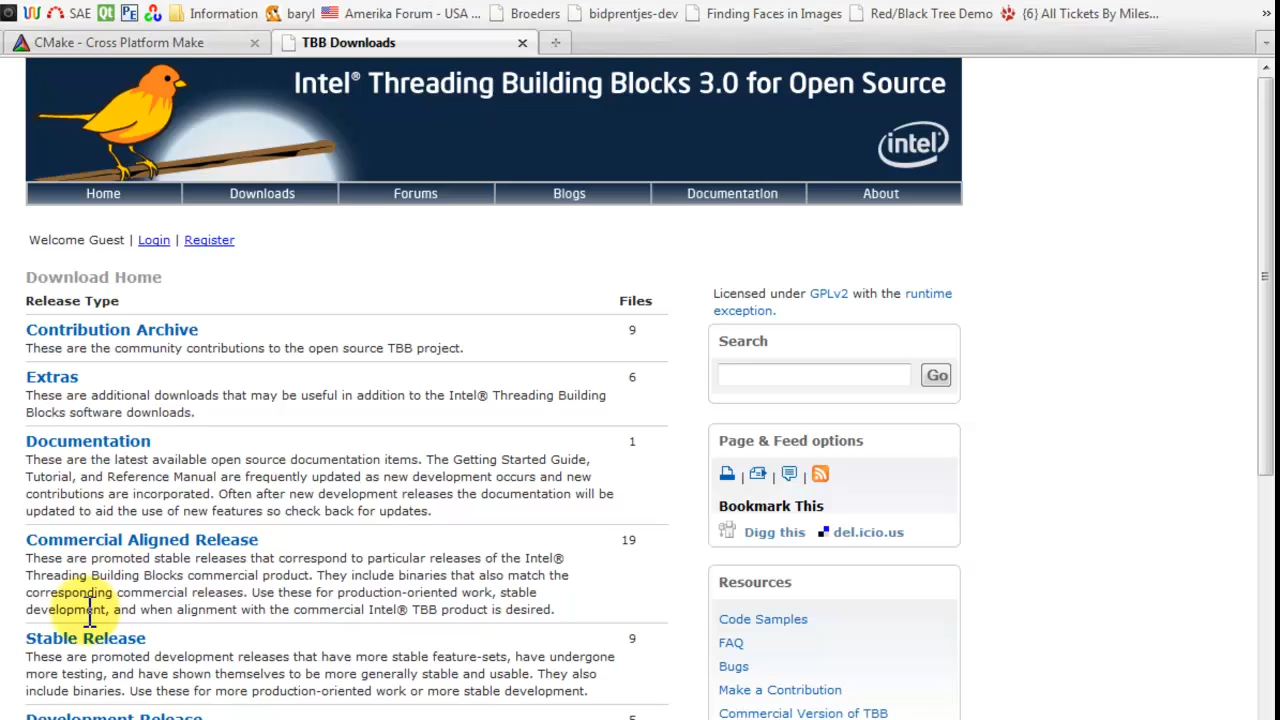 SAE Qt PE Information baryl Amerika Forum - USA ... Broeders bidprentjes-dev Finding Faces in Images Red/Black Tree Demo {6} All Tickets By Miles... »
CMake - Cross Platform Make TBB Downloads
Intel® Threading Building Blocks 3.0 for Open Source
intel
Home Downloads Forums Blogs Documentation About
Welcome Guest | Login | Register
Download Home
Release Type Files
Contribution Archive 9
These are the community contributions to the open source TBB project.
Extras 6
These are additional downloads that may be useful in addition to the Intel® Threading Building
Blocks software downloads.
Documentation 1
These are the latest available open source documentation items. The Getting Started Guide,
Tutorial, and Reference Manual are frequently updated as new development occurs and new
contributions are incorporated. Often after new development releases the documentation will be
updated to aid the use of new features so check back for updates.
Commercial Aligned Release 19
These are promoted stable releases that correspond to particular releases of the Intel®
Threading Building Blocks commercial product. They include binaries that also match the
corresponding commercial releases. Use these for production-oriented work, stable
development, and when alignment with the commercial Intel® TBB product is desired.
Stable Release 9
These are promoted development releases that have more stable feature-sets, have undergone
more testing, and have shown themselves to be more generally stable and usable. They also
include binaries. Use these for more production-oriented work or more stable development.
Development Release 5
Licensed under GPLv2 with the runtime
exception.
Search
Go
Page & Feed options
| | |
Bookmark This
Digg this del.icio.us
Resources
Code Samples
FAQ
Bugs
Make a Contribution
Commercial Version of TBB